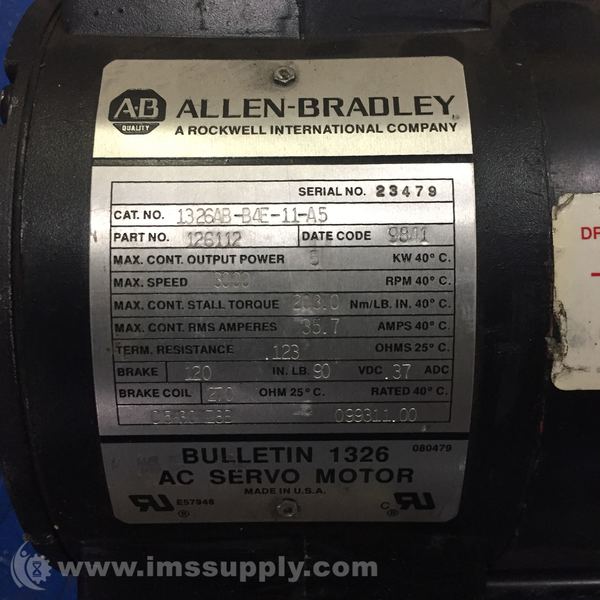 A-B
QUALITY
ALLEN-BRADLEY
A ROCKWELL INTERNATIONAL COMPANY
SERIAL NO. 23479
CAT. NO. 1326AB-B4E-11-A5
PART NO. 126112 DATE CODE 9841
MAX. CONT. OUTPUT POWER 5 KW 40° C.
MAX. SPEED 3000 RPM 40° C.
MAX. CONT. STALL TORQUE Nm/LB. IN. 40° C.
MAX. CONT. RMS AMPERES 35.7 AMPS 40° C.
TERM. RESISTANCE .123 OHMS 25° C.
BRAKE 120 IN. LB. 90 VDC .37 ADC
BRAKE COIL 270 OHM 25° C. RATED 40° C.
099311.00
BULLETIN 1326 080479
AC SERVO MOTOR
MADE IN U.S.A.
E57948
®
C
®
DR
www.imssupply.com